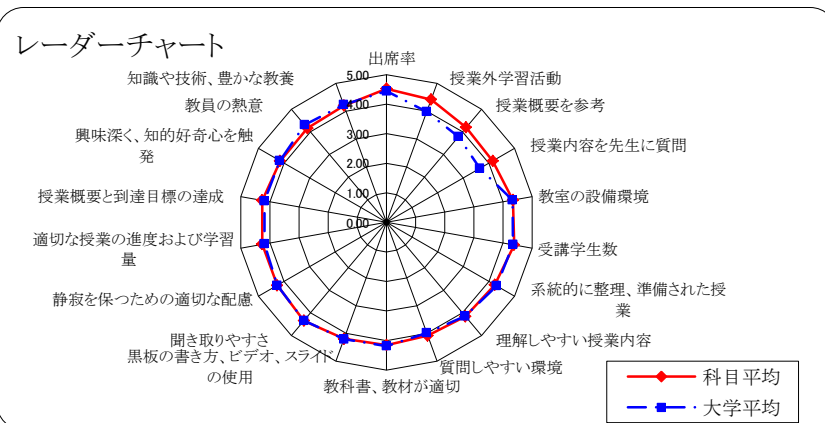 レーダーチャート
出席率
授業外学習活動
授業概要を参考
授業内容を先生に質問
教室の設備環境
受講学生数
系統的に整理、準備された授
業
理解しやすい授業内容
質問しやすい環境
教科書、教材が適切
黒板の書き方、ビデオ、スライド
の使用
聞き取りやすさ
静寂を保つための適切な配慮
適切な授業の進度および学習
量
授業概要と到達目標の達成
興味深く、知的好奇心を触
発
教員の熱意
知識や技術、豊かな教養
5.00
4.00
3.00
2.00
1.00
0.00
科目平均
大学平均